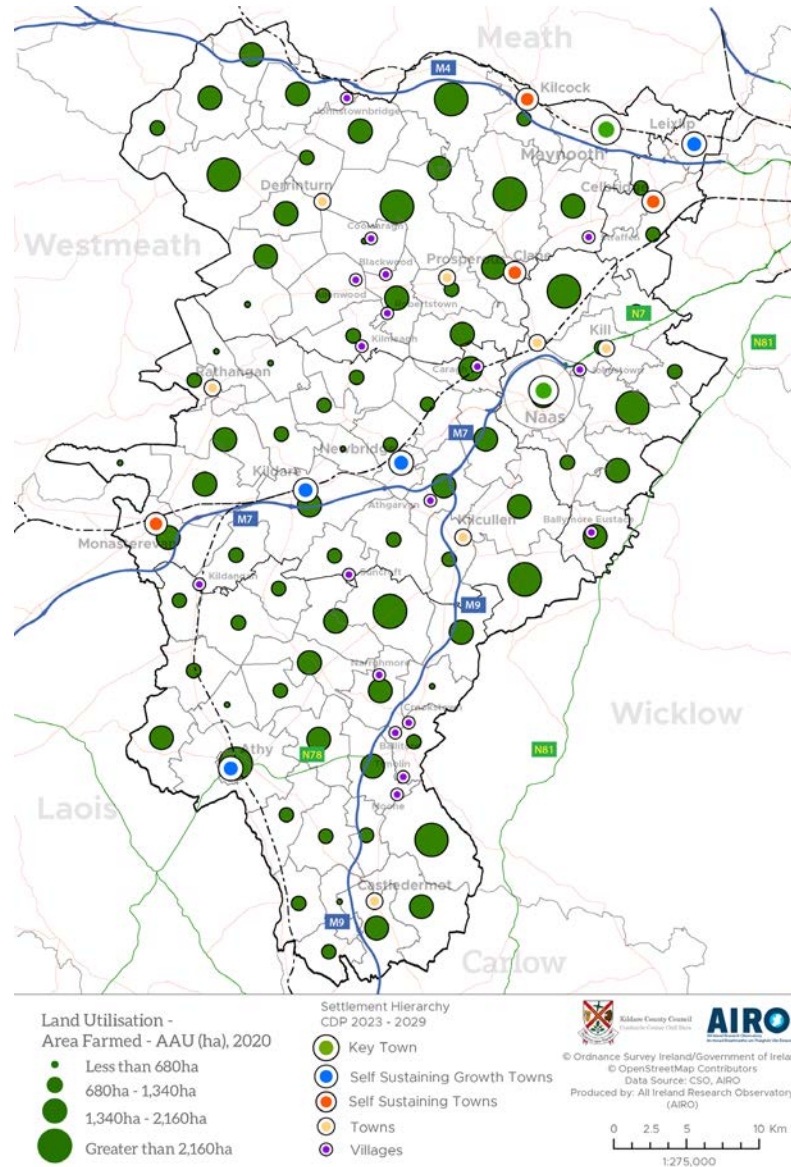 Meath
M4
Kilcock
Johnstownbridge
Leixlip
Maynooth
Derrinturn
Celbridge
Westmeath
Coolearagh
Straffan
Blackwood
Prosperous
Clane
Robertstown
N7
Kilmeagh
Kill
N81
Rathangan
Caragh
Johnstown
Naas
Newbridge
M7
Kildare
Athgarvan
M7
Kilcullen
Ballymore Eustace
Monasterevin
Kildangan
Suncroft
M9
Narraghmore
Wicklow
Crookstown
Ballitore
Athy
N78
N81
Timolin
Laois
Moone
Castledermot
M9
Carlow
Land Utilisation -
Area Farmed - AAU (ha), 2020
Less than 680ha
680ha - 1,340ha
1,340ha - 2,160ha
Greater than 2,160ha
Settlement Hierarchy
CDP 2023 - 2029
Key Town
Self Sustaining Growth Towns
Self Sustaining Towns
Towns
Villages
Kildare County Council
AIRO
© Ordnance Survey Ireland/Government of Irela
© OpenStreetMap Contributors
Data Source: CSO, AIRO
Produced by: All Ireland Research Observatory
(AIRO)
0 2.5 5 10 Km
1:275,000